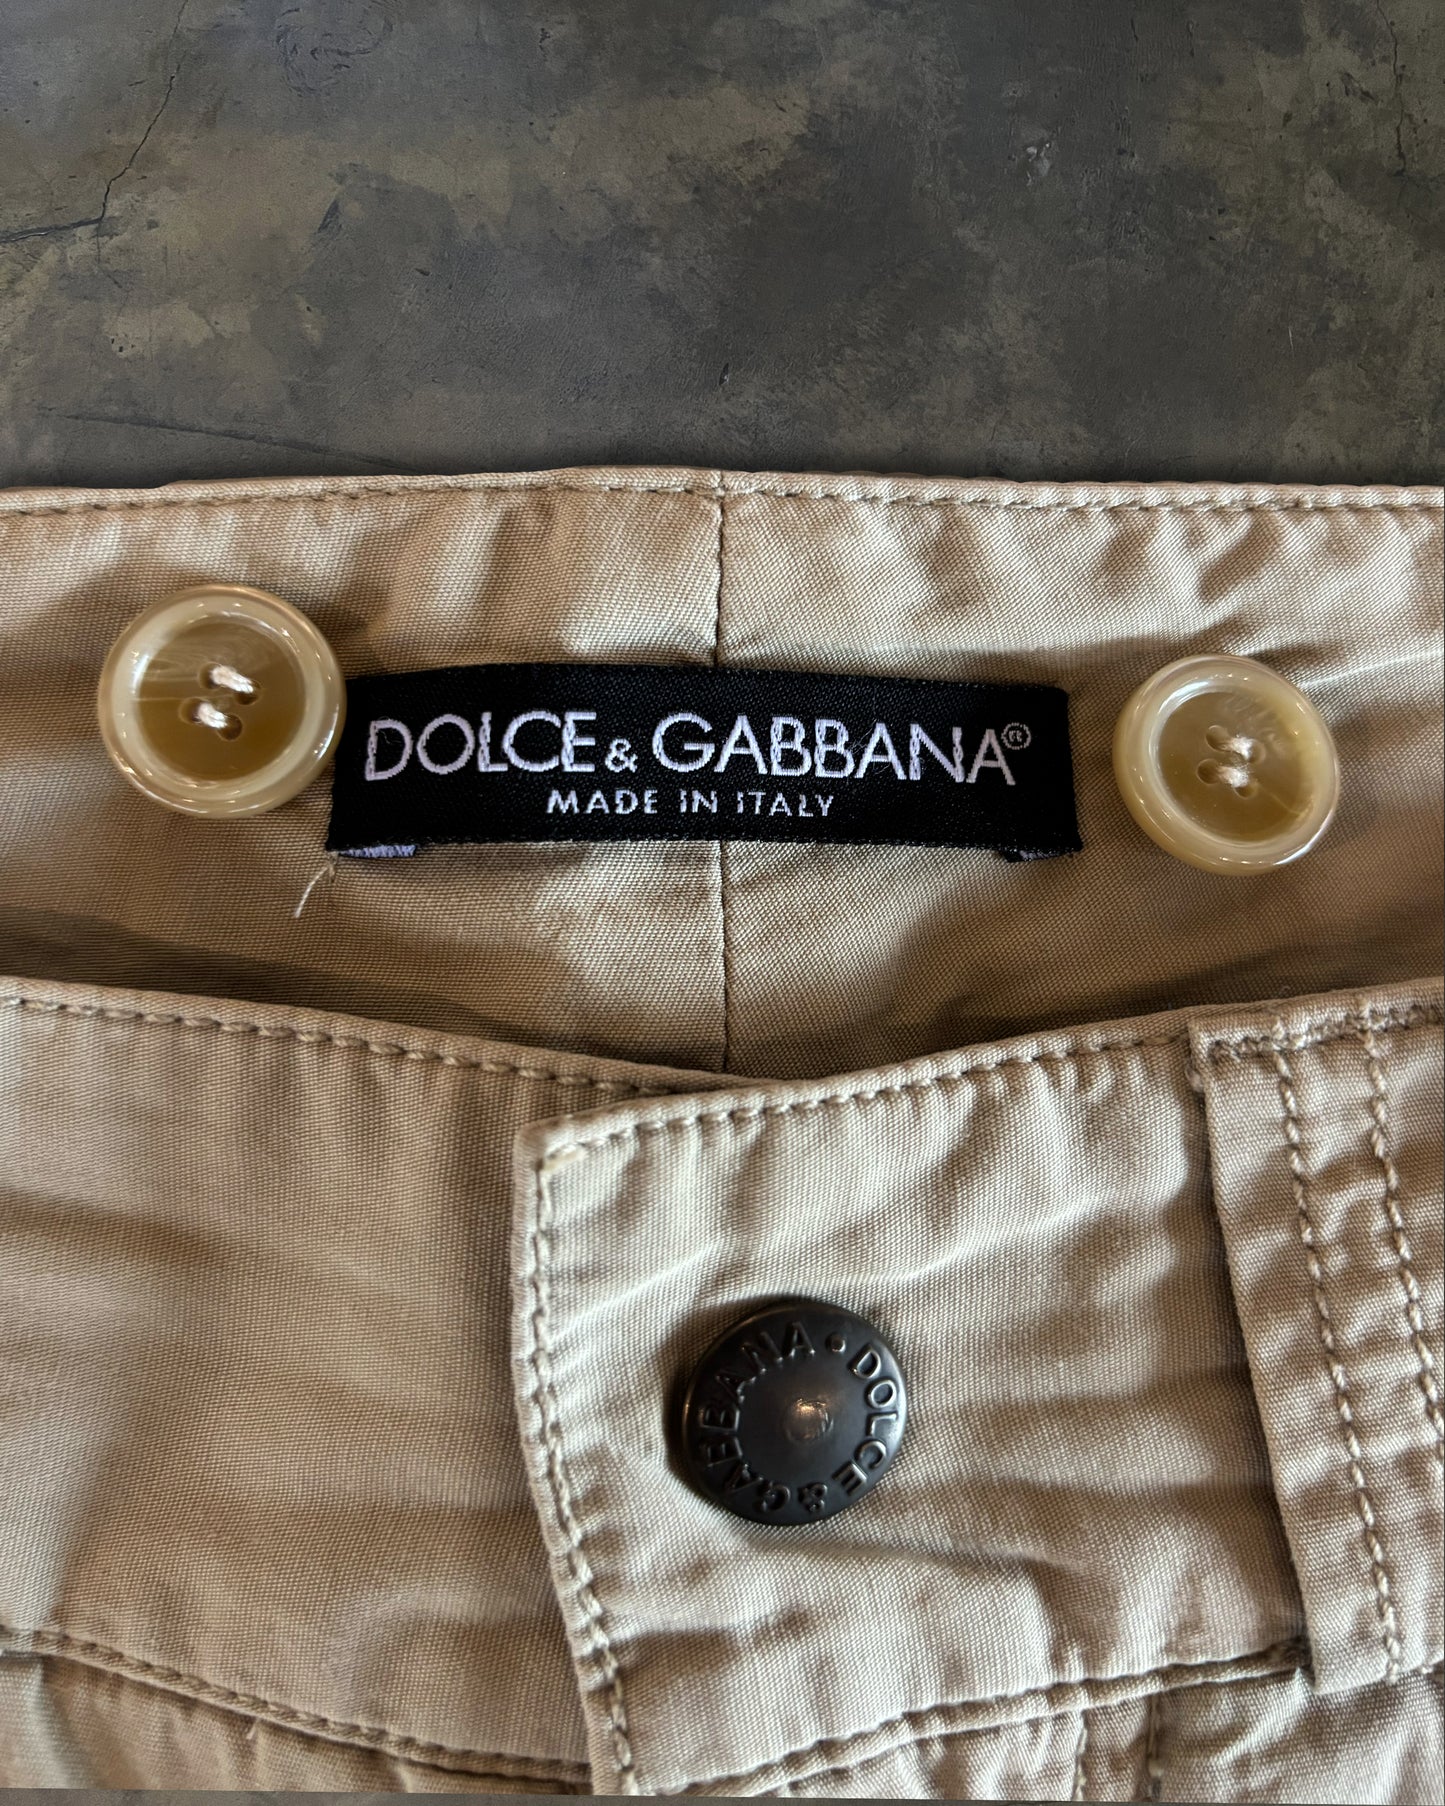 DOLCE & GABBANA®
MADE IN ITALY
DOLCE & GABBANA •